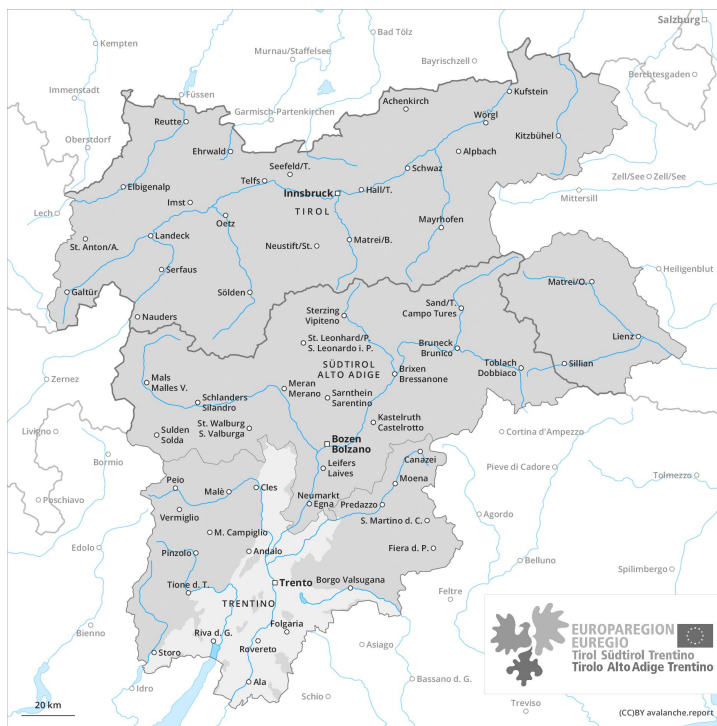 Salzburg
Kempten
Bad Tölz
Murnau/Staffelsee
Bayrischzell
Berchtesgaden
Immenstadt
Füssen
Garmisch-Partenkirchen
Achenkirch
Kufstein
Reutte
Wörgl
Oberstdorf
Ehrwald
Kitzbühel
Alpbach
Seefeld/T.
Schwaz
Telfs
Zell/See
Zell/See
Elbigenalp
Innsbruck
Hall/T.
Mittersill
Imst
TIROL
Lech
Oetz
Mayrhofen
Landeck
St. Anton/A.
Neustift/St.
Matrei/B.
Serfaus
Heiligenblut
Galtür
Sölden
Matrei/O.
Sand/T.
Campo Tures
Nauders
Sterzing
Vipiteno
Lienz
St. Leonhard/P.
S. Leonardo i. P.
Bruneck
Brunico
Toblach
Dobbiaco
Sillian
SÜDTIROL
ALTO ADIGE
Brixen
Bressanone
Zernez
Mals
Malles V.
Meran
Merano
Sarnthein
Sarentino
Schlanders
Silandro
Kastelruth
Castelrotto
St. Walburg
S. Valburga
Livigno
Sulden
Solda
Cortina d'Ampezzo
Bozen
Bolzano
Bormio
Canazei
Leifers
Laives
Pieve di Cadore
Tolmezzo
Peio
Moena
Malè
Cles
Poschiavo
Neumarkt
Egna
Predazzo
Vermiglio
Agordo
S. Martino d. C.
M. Campiglio
Edolo
Fiera d. P.
Pinzolo
Andalo
Belluno
Spilimbergo
Tione d. T.
Trento
Borgo Valsugana
Feltre
TRENTINO
Folgaria
Bienno
Riva d. G.
Asiago
Rovereto
Storo
Bassano d. G.
Ala
Idro
Schio
Treviso
EUROPAREGION
EUREGIO
Tirol Südtirol Trentino
Tirolo Alto Adige Trentino
20 km
(CC)BY avalanche.report